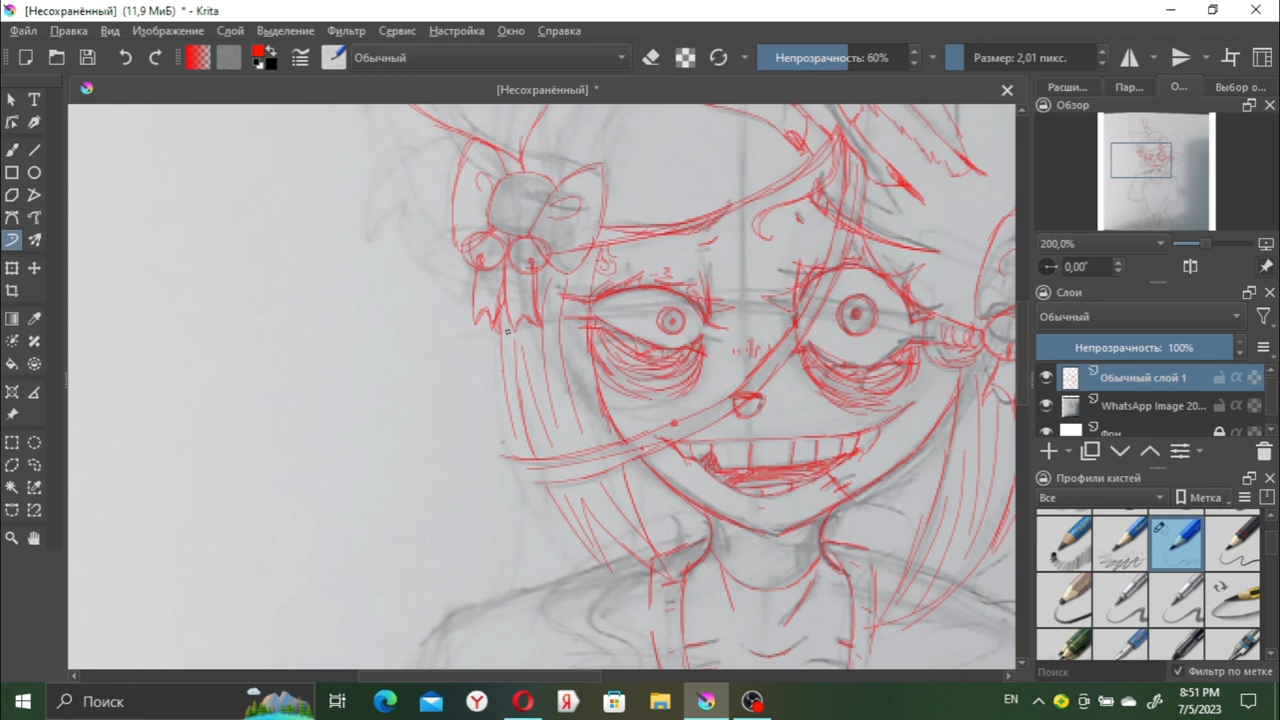 [Несохранённый] (11,9 МиБ) * - Krita
Файл Правка Вид Изображение Слой Выделение Фильтр Сервис Настройка Окно Справка
Обычный
Непрозрачность: 60%
Размер: 2,01 пикс.
[Несохранённый] *
Расши... Пар... О... Выбор о...
Обзор
200,0%
0,00°
Слои
Обычный
Непрозрачность: 100%
Обычный слой 1
WhatsApp Image 20...
Фон
Профили кистей
Все
Метка
Поиск
Фильтр по метке
Поиск
EN
8:51 PM
7/5/2023